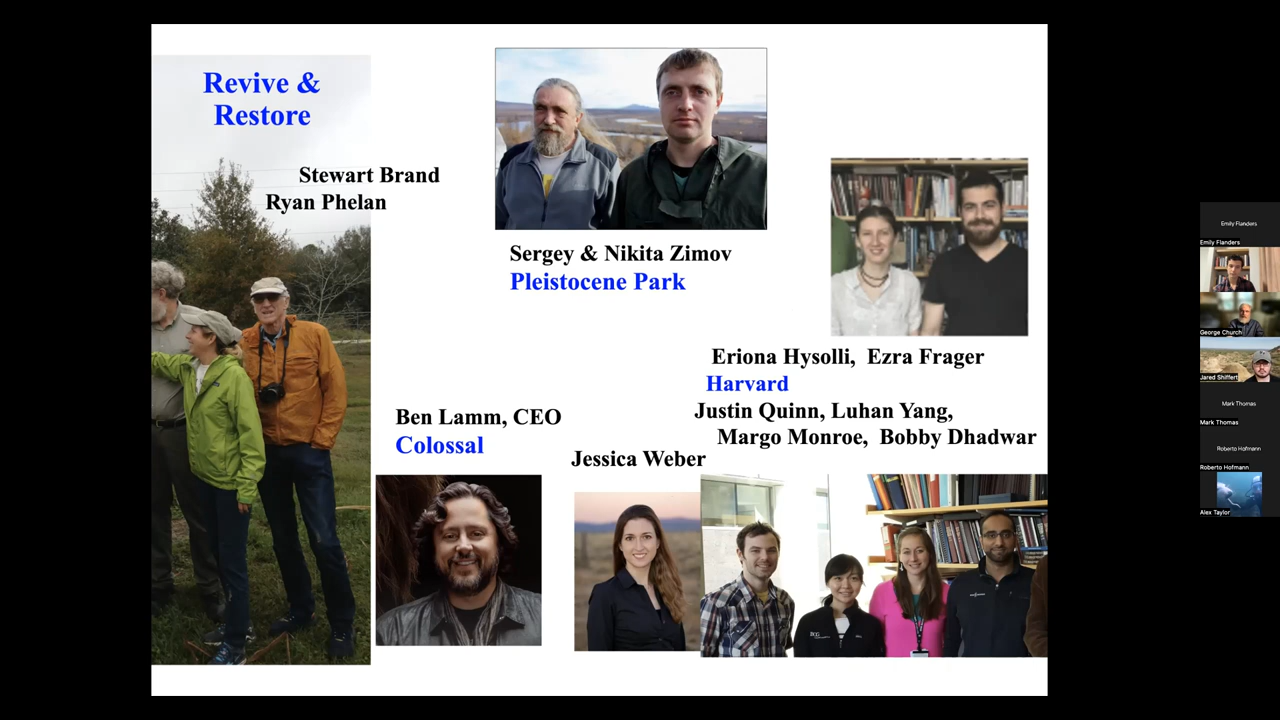 Revive &
Restore
Stewart Brand
Ryan Phelan
Sergey & Nikita Zimov
Pleistocene Park
Eriona Hysolli, Ezra Frager
Harvard
Justin Quinn, Luhan Yang,
Margo Monroe, Bobby Dhadwar
Ben Lamm, CEO
Colossal
Jessica Weber
Emily Flanders
Emily Flanders
George Church
Jared Shiffert
Mark Thomas
Mark Thomas
Roberto Hofmann
Roberto Hofmann
Alex Taylor